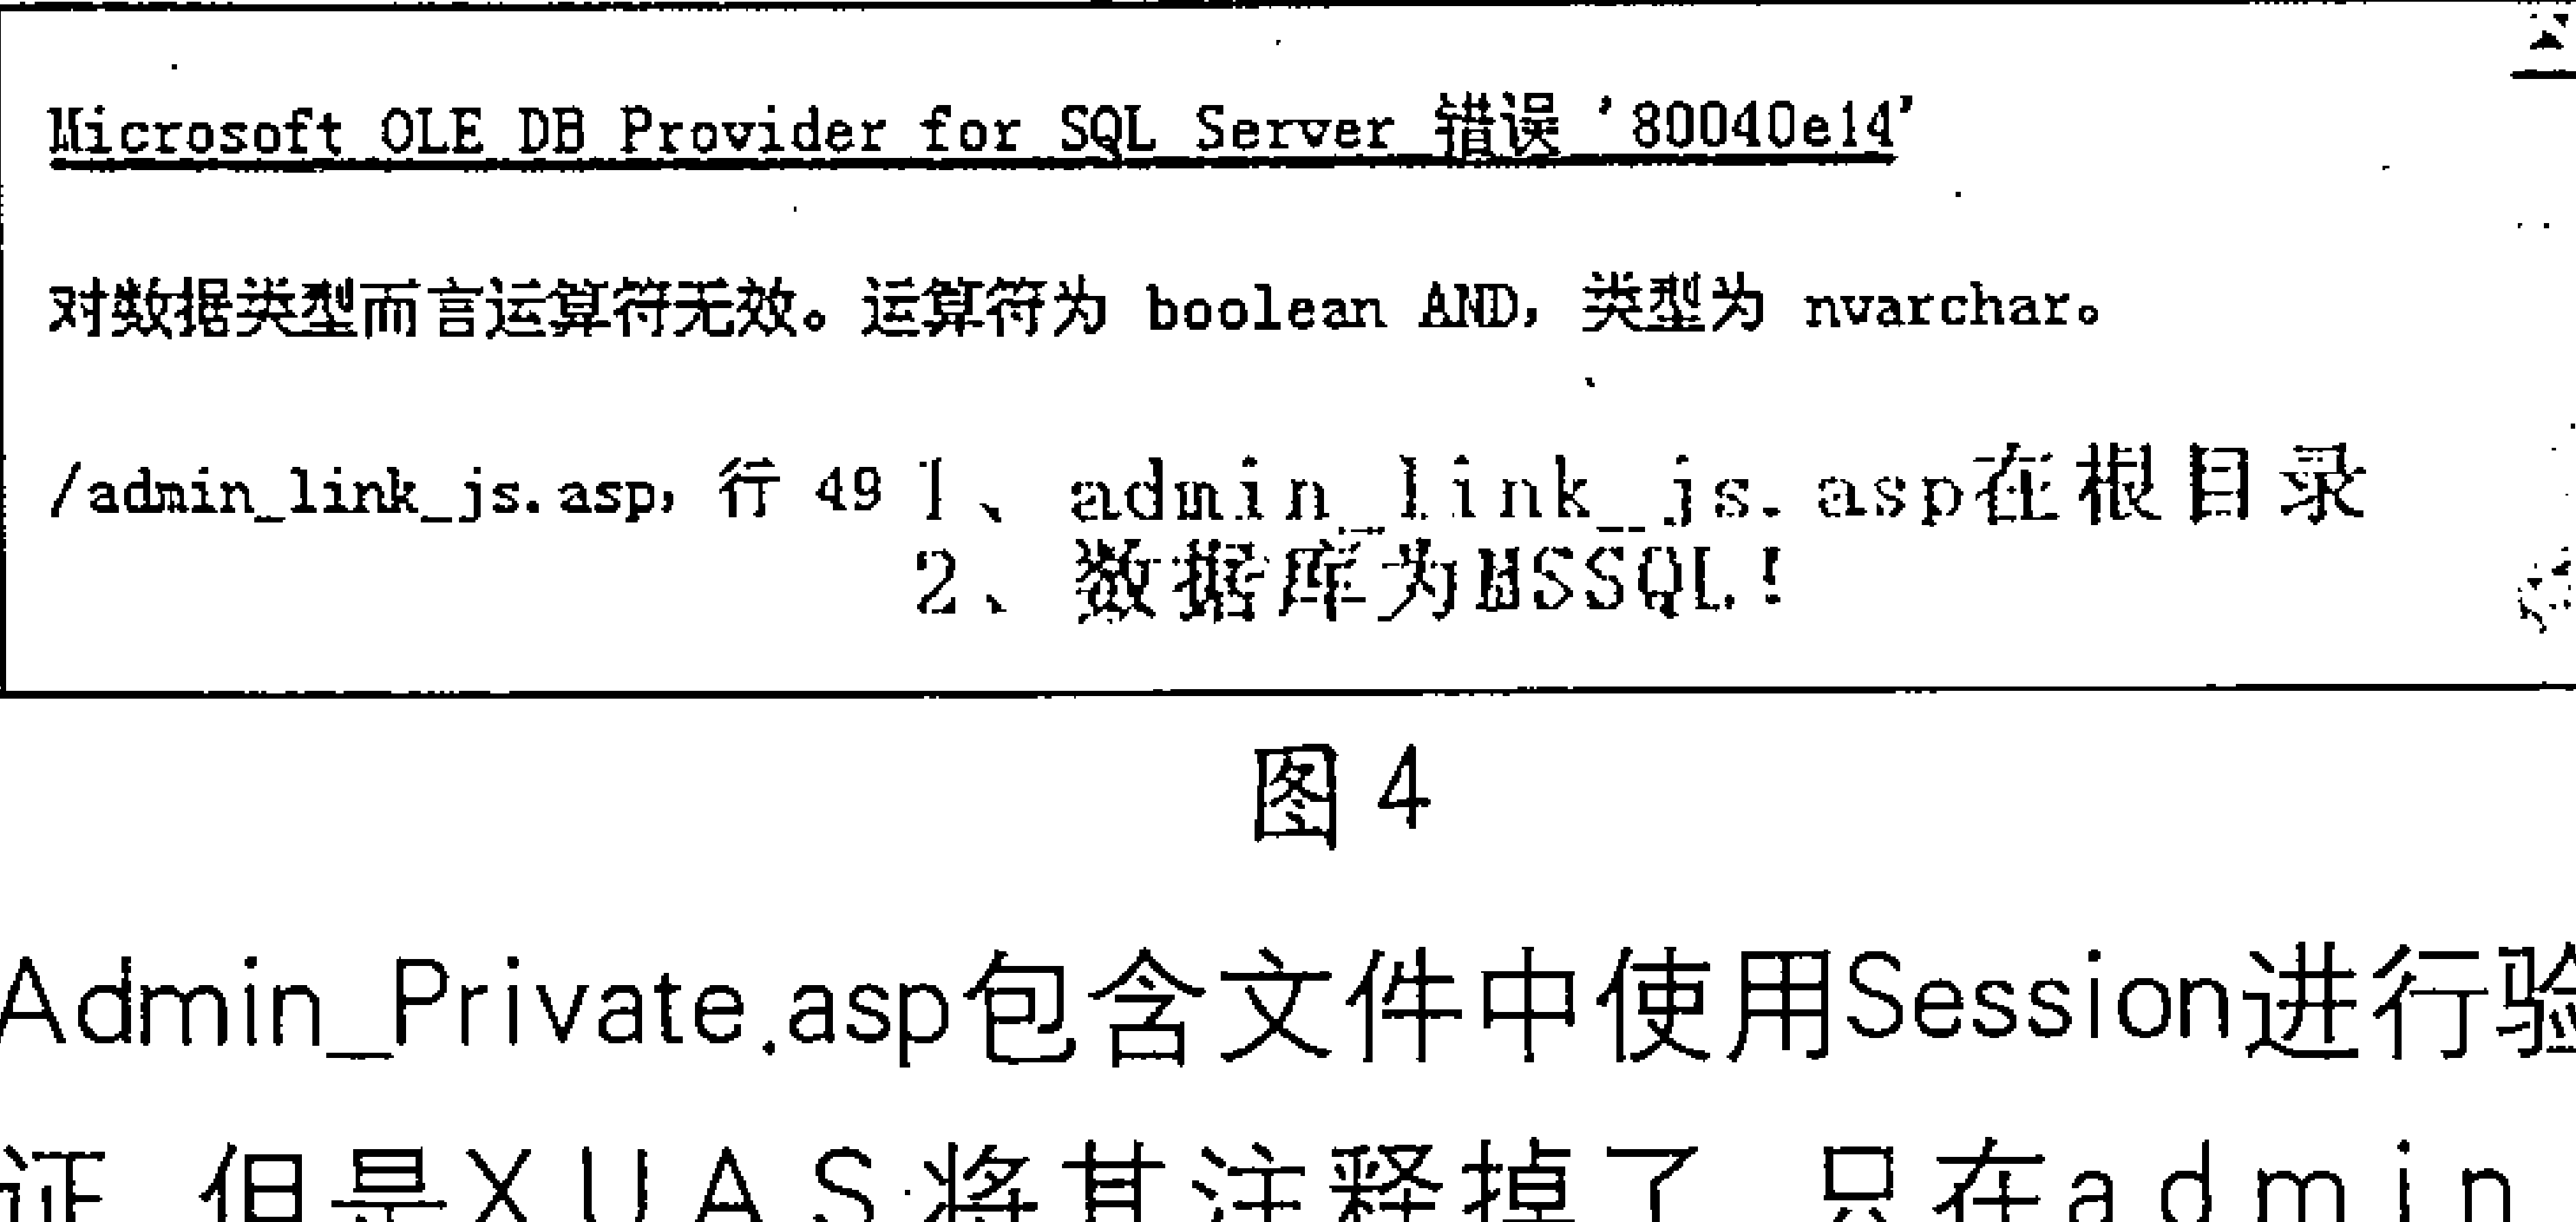 Microsoft OLE DB Provider for SQL Server 错误 '80040e14'
对数据类型而言运算符无效。运算符为 boolean AND, 类型为 nvarchar。
/admin_link_js.asp, 行 49
1、admin_link_js.asp在根目录
2、数据库为MSSQL!
图 4
Admin_Private.asp包含文件中使用Session进行验
证 但是XUAS将其注释掉了 只在admin